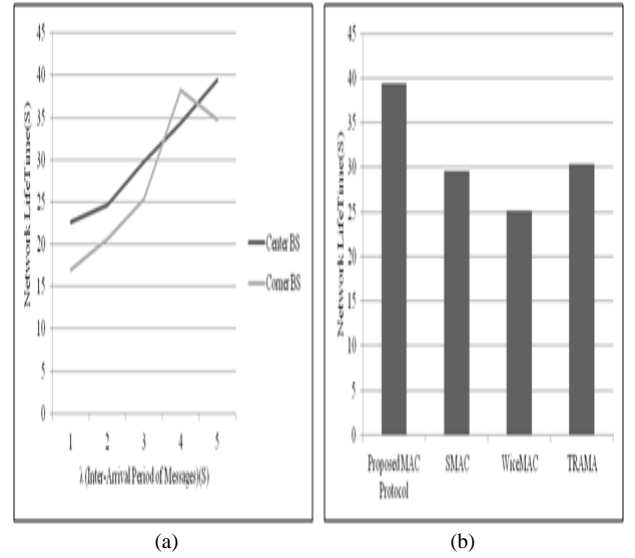 45
40
35
30
25
20
15
10
5
0
Network LifeTime(S)
1 2 3 4 5
λ (Inter-Arrival Period of Messages)(S)
Center BS
Corner BS
(a)
45
40
35
30
25
20
15
10
5
0
Network LifeTime(S)
Proposed MAC
Protocol
SMAC
WiceMAC
TRAMA
(b)